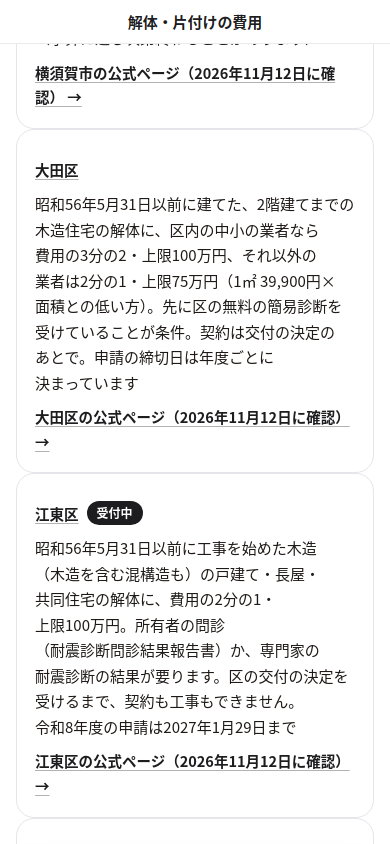 解体・片付けの費用
横須賀市の公式ページ（2026年11月12日に確
認） →
大田区
昭和56年5月31日以前に建てた、2階建てまでの
木造住宅の解体に、区内の中小の業者なら
費用の3分の2・上限100万円、それ以外の
業者は2分の1・上限75万円（1㎡ 39,900円×
面積との低い方）。先に区の無料の簡易診断を
受けていることが条件。契約は交付の決定の
あとで。申請の締切日は年度ごとに
決まっています
大田区の公式ページ（2026年11月12日に確認）
→
江東区 受付中
昭和56年5月31日以前に工事を始めた木造
（木造を含む混構造も）の戸建て・長屋・
共同住宅の解体に、費用の2分の1・
上限100万円。所有者の問診
（耐震診断問診結果報告書）か、専門家の
耐震診断の結果が要ります。区の交付の決定を
受けるまで、契約も工事もできません。
令和8年度の申請は2027年1月29日まで
江東区の公式ページ（2026年11月12日に確認）
→